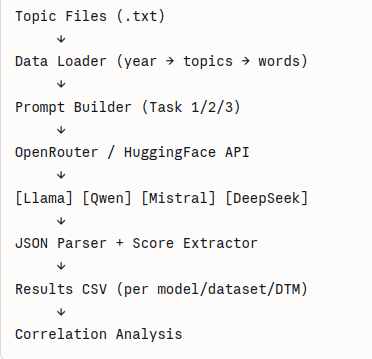 Topic Files (.txt)
↓
Data Loader (year → topics → words)
↓
Prompt Builder (Task 1/2/3)
↓
OpenRouter / HuggingFace API
↓
[Llama] [Qwen] [Mistral] [DeepSeek]
↓
JSON Parser + Score Extractor
↓
Results CSV (per model/dataset/DTM)
↓
Correlation Analysis